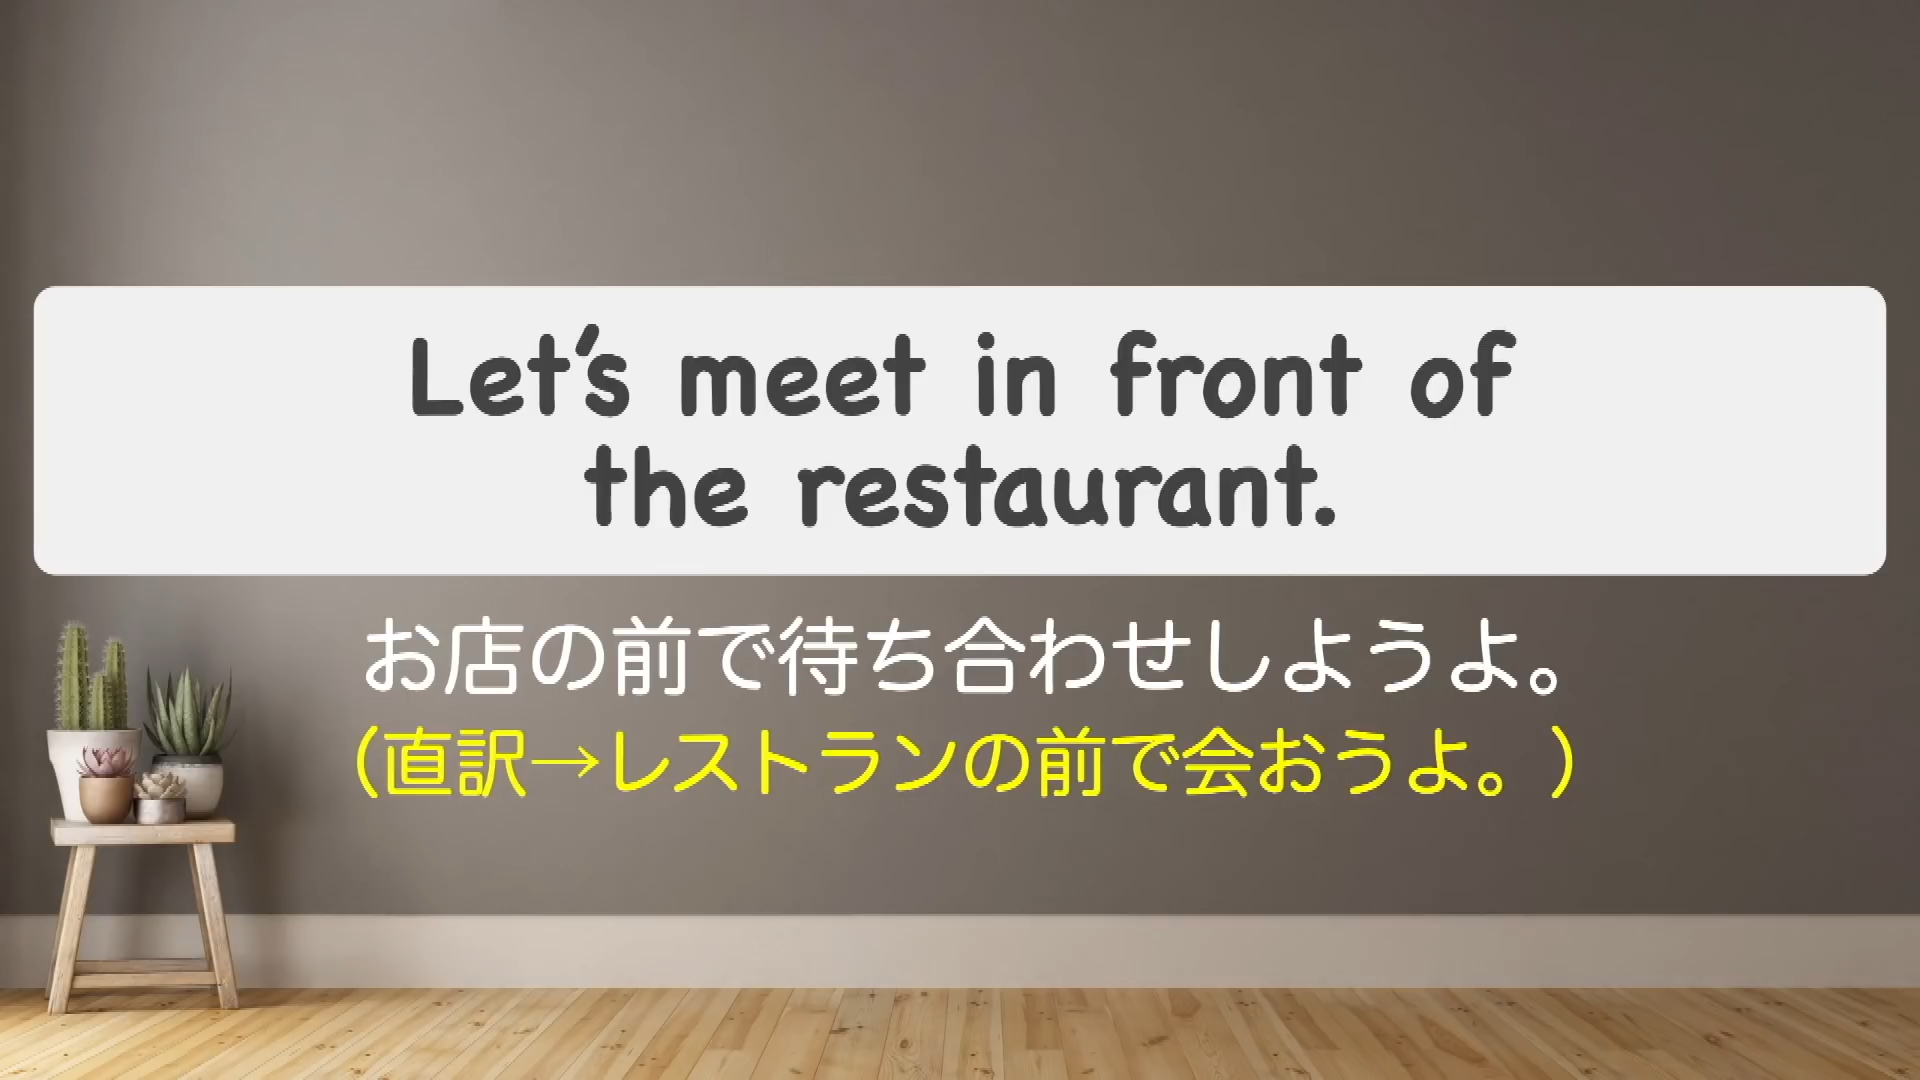 Let's meet in front of
the restaurant.
お店の前で待ち合わせしようよ。
（直訳→レストランの前で会おうよ。）